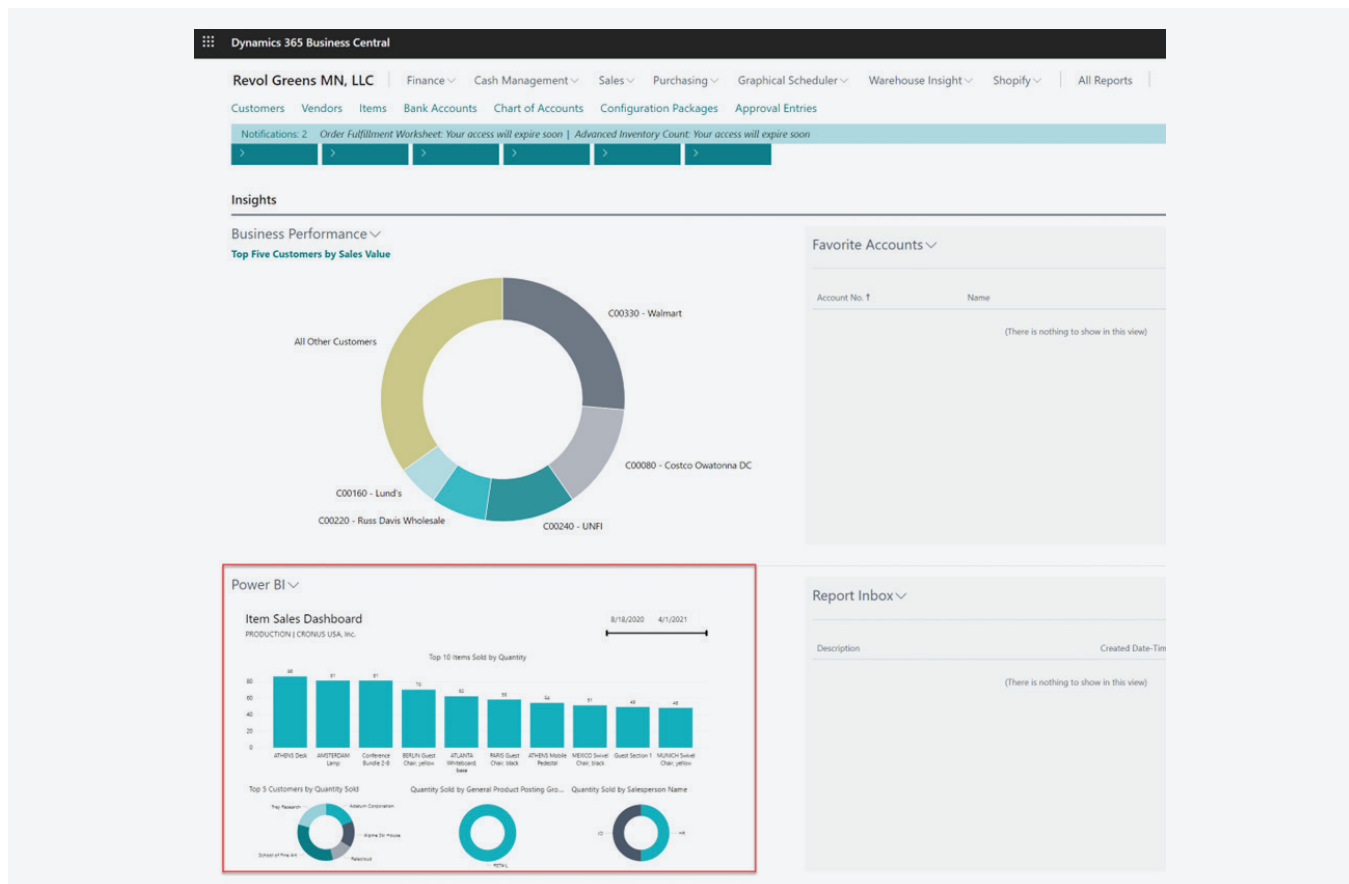 Dynamics 365 Business Central
Revol Greens MN, LLC Finance Cash Management Sales Purchasing Graphical Scheduler Warehouse Insight Shopify All Reports
Customers Vendors Items Bank Accounts Chart of Accounts Configuration Packages Approval Entries
Notifications: 2 Order Fulfillment Worksheet: Your access will expire soon | Advanced Inventory Count: Your access will expire soon
Insights
Business Performance
Top Five Customers by Sales Value
C00330 - Walmart
All Other Customers
C00080 - Costco Owatonna DC
C00160 - Lund's
C00220 - Russ Davis Wholesale
C00240 - UNFI
Favorite Accounts
Account No. ↑ Name
(There is nothing to show in this view)
Power BI
Item Sales Dashboard
PRODUCTION | CRONUS USA, Inc.
8/18/2020 4/1/2021
Top 10 Items Sold by Quantity
80
60
40
20
0
ATHENS Desk
AMSTERDAM Lamp
Conference Bundle 2-8
BERLIN Guest Chair, yellow
ATLANTA Whiteboard, base
PARIS Guest Chair, black
ATHENS Mobile Pedestal
MEXICO Swivel Chair, black
Guest Section 1
MUNICH Swivel Chair, yellow
Top 5 Customers by Quantity Sold
Trey Research
Adatum Corporation
Alpine Ski House
School of Fine Art
Relecloud
Quantity Sold by General Product Posting Gro...
RETAIL
Quantity Sold by Salesperson Name
JO
HR
Report Inbox
Description Created Date-Tim
(There is nothing to show in this view)